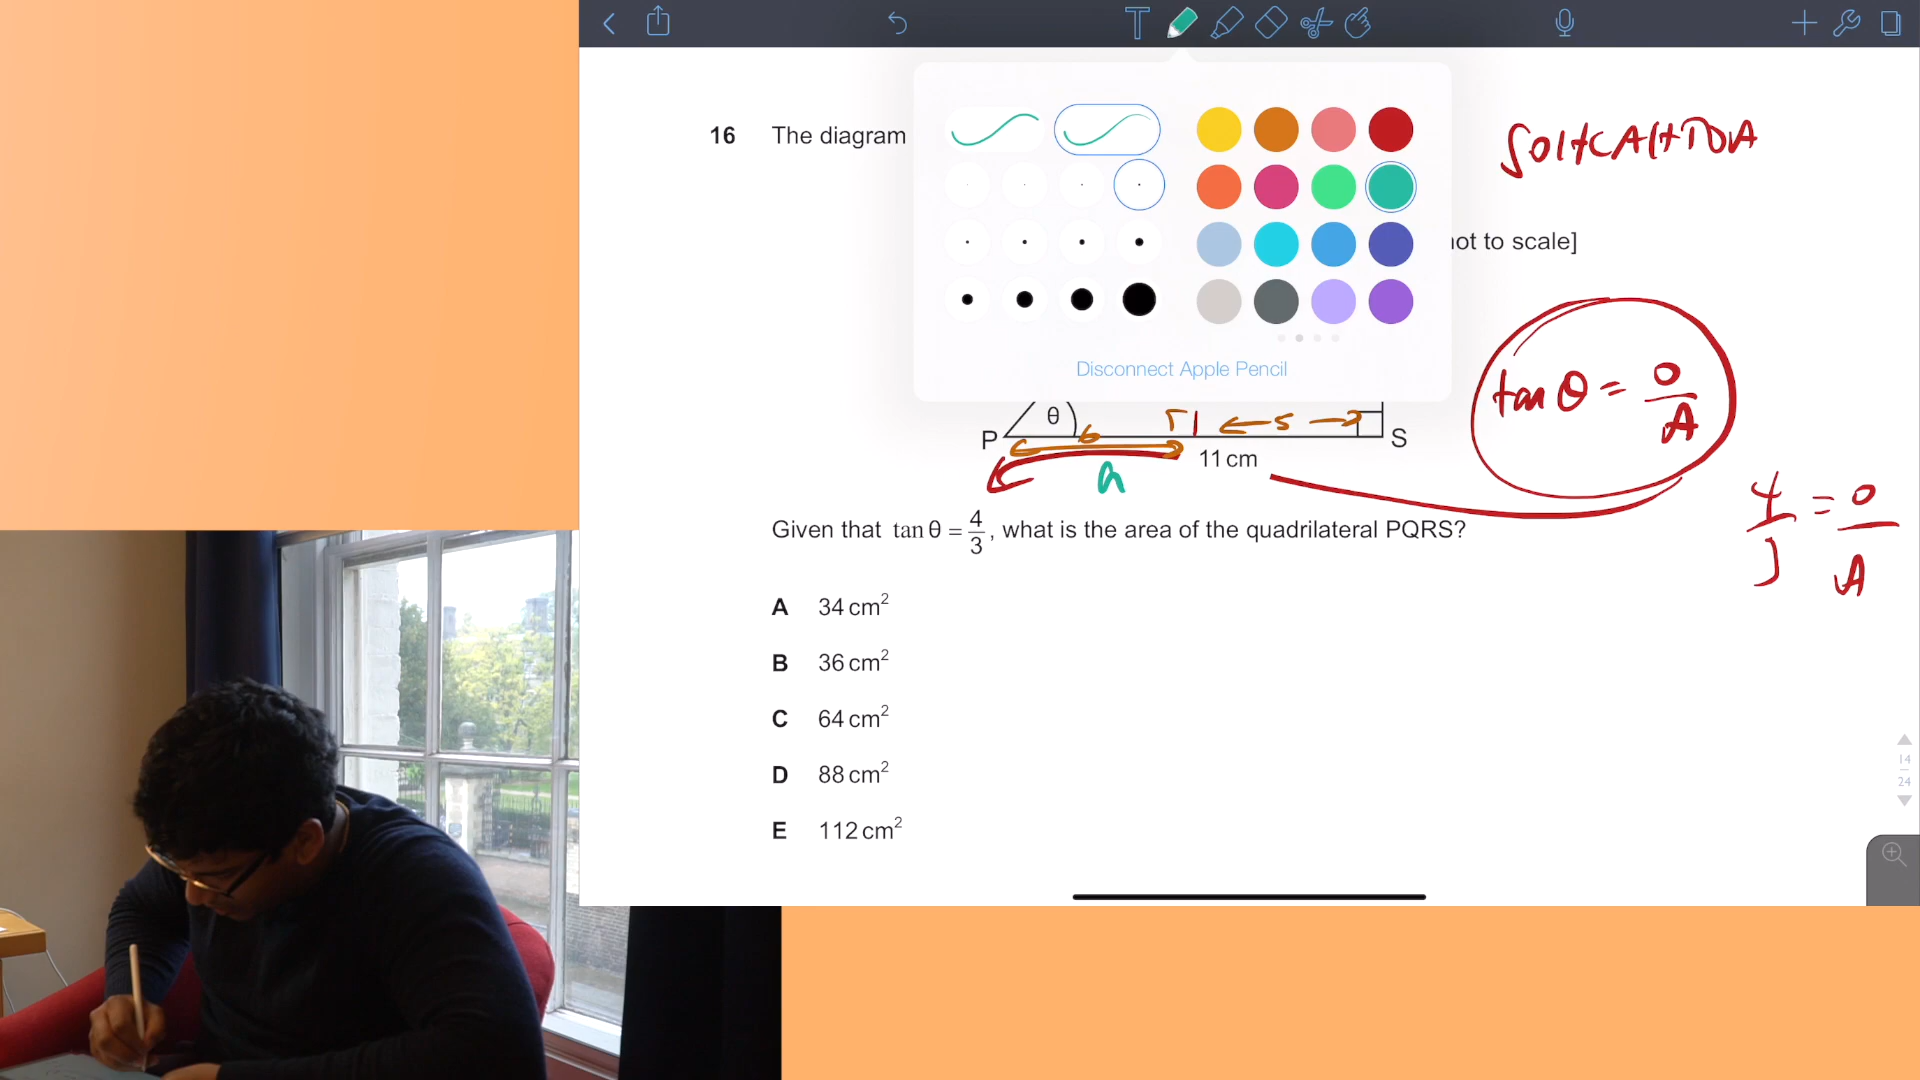 16 The diagram
SOHCAHTOA
not to scale]
Disconnect Apple Pencil
tan θ = O/A
θ
5
P
6
S
11 cm
A
4/3 = O/A
Given that tan θ = 4/3, what is the area of the quadrilateral PQRS?
A 34 cm²
B 36 cm²
C 64 cm²
D 88 cm²
E 112 cm²
14
24